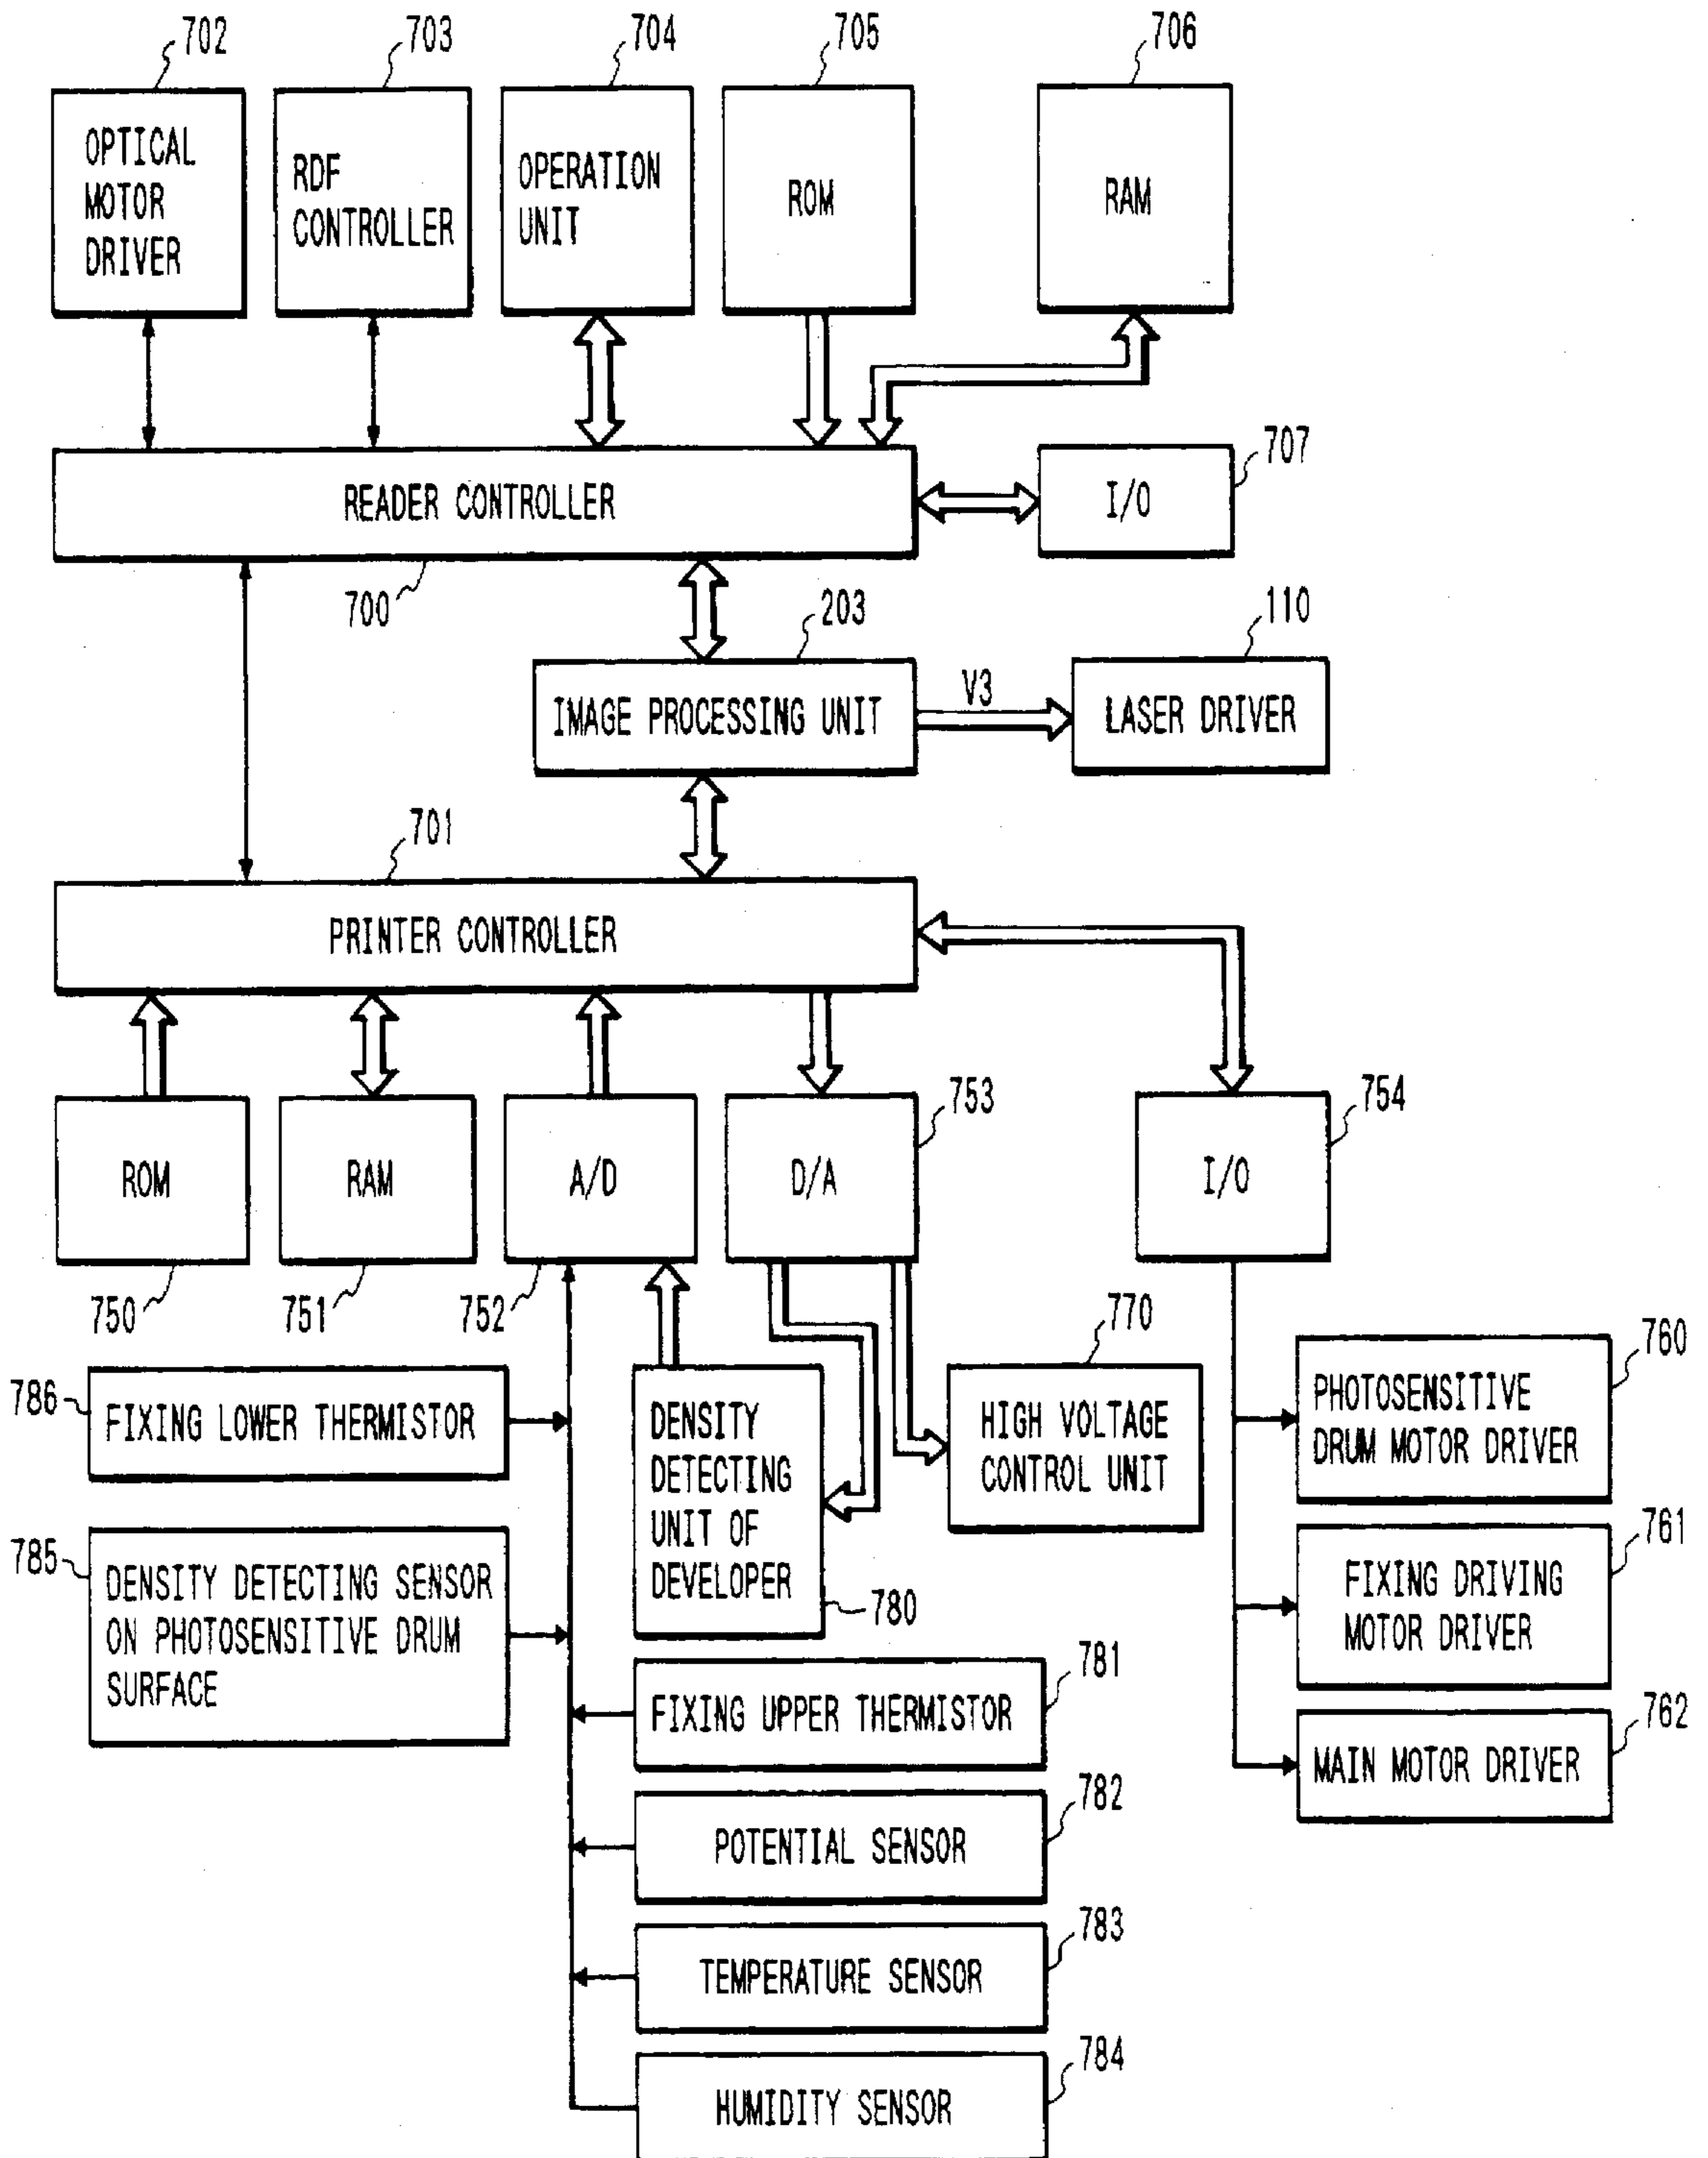 702
703
704
705
706
OPTICAL
MOTOR
DRIVER
RDF
CONTROLLER
OPERATION
UNIT
ROM
RAM
READER CONTROLLER
I/O
707
700
203
110
IMAGE PROCESSING UNIT
V3
LASER DRIVER
701
PRINTER CONTROLLER
ROM
RAM
A/D
D/A
753
I/O
754
750
751
752
770
760
786
FIXING LOWER THERMISTOR
DENSITY
DETECTING
UNIT OF
DEVELOPER
780
HIGH VOLTAGE
CONTROL UNIT
PHOTOSENSITIVE
DRUM MOTOR DRIVER
785
DENSITY DETECTING SENSOR
ON PHOTOSENSITIVE DRUM
SURFACE
761
FIXING DRIVING
MOTOR DRIVER
781
FIXING UPPER THERMISTOR
762
MAIN MOTOR DRIVER
782
POTENTIAL SENSOR
783
TEMPERATURE SENSOR
784
HUMIDITY SENSOR